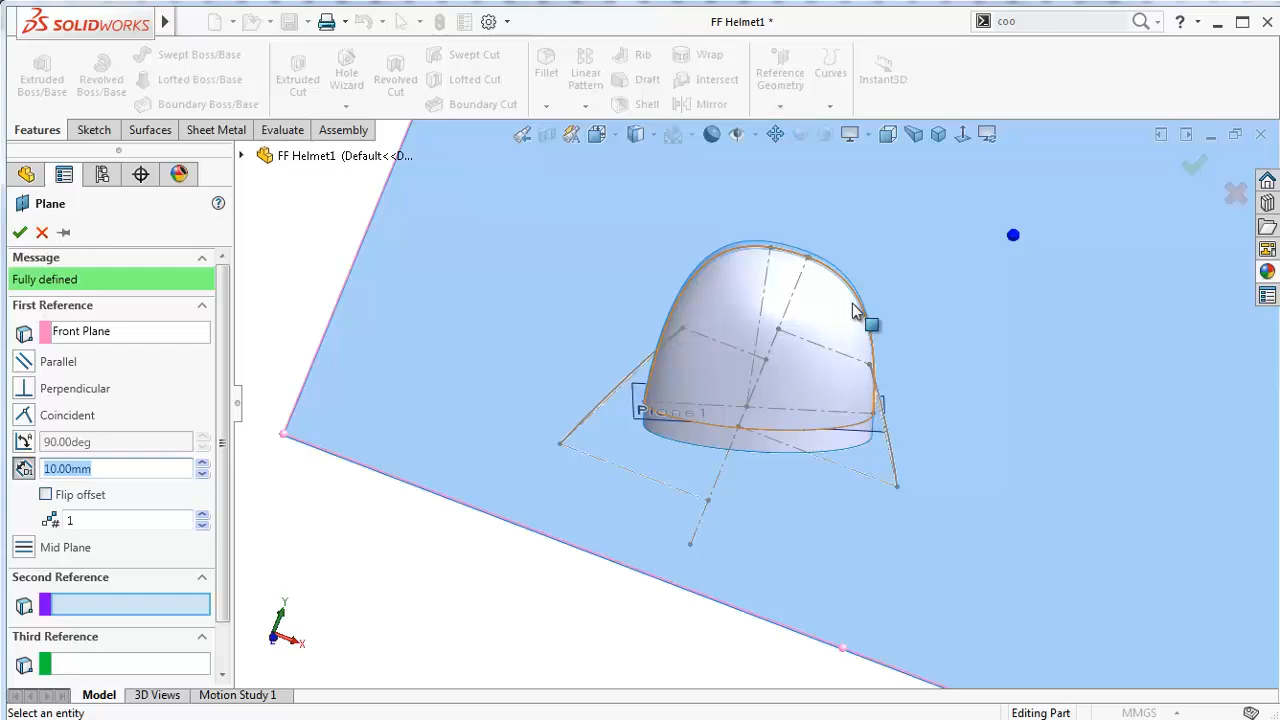 SOLIDWORKS
FF Helmet1 *
coo
Extruded Boss/Base
Revolved Boss/Base
Swept Boss/Base
Lofted Boss/Base
Boundary Boss/Base
Extruded Cut
Hole Wizard
Revolved Cut
Swept Cut
Lofted Cut
Boundary Cut
Fillet
Linear Pattern
Rib
Draft
Shell
Wrap
Intersect
Mirror
Reference Geometry
Curves
Instant3D
Features
Sketch
Surfaces
Sheet Metal
Evaluate
Assembly
FF Helmet1 (Default<<D...
Plane
Message
Fully defined
First Reference
Front Plane
Parallel
Perpendicular
Coincident
90.00deg
10.00mm
Flip offset
1
Mid Plane
Second Reference
Third Reference
Plane1
Y
X
Z
Model
3D Views
Motion Study 1
Select an entity
Editing Part
MMGS